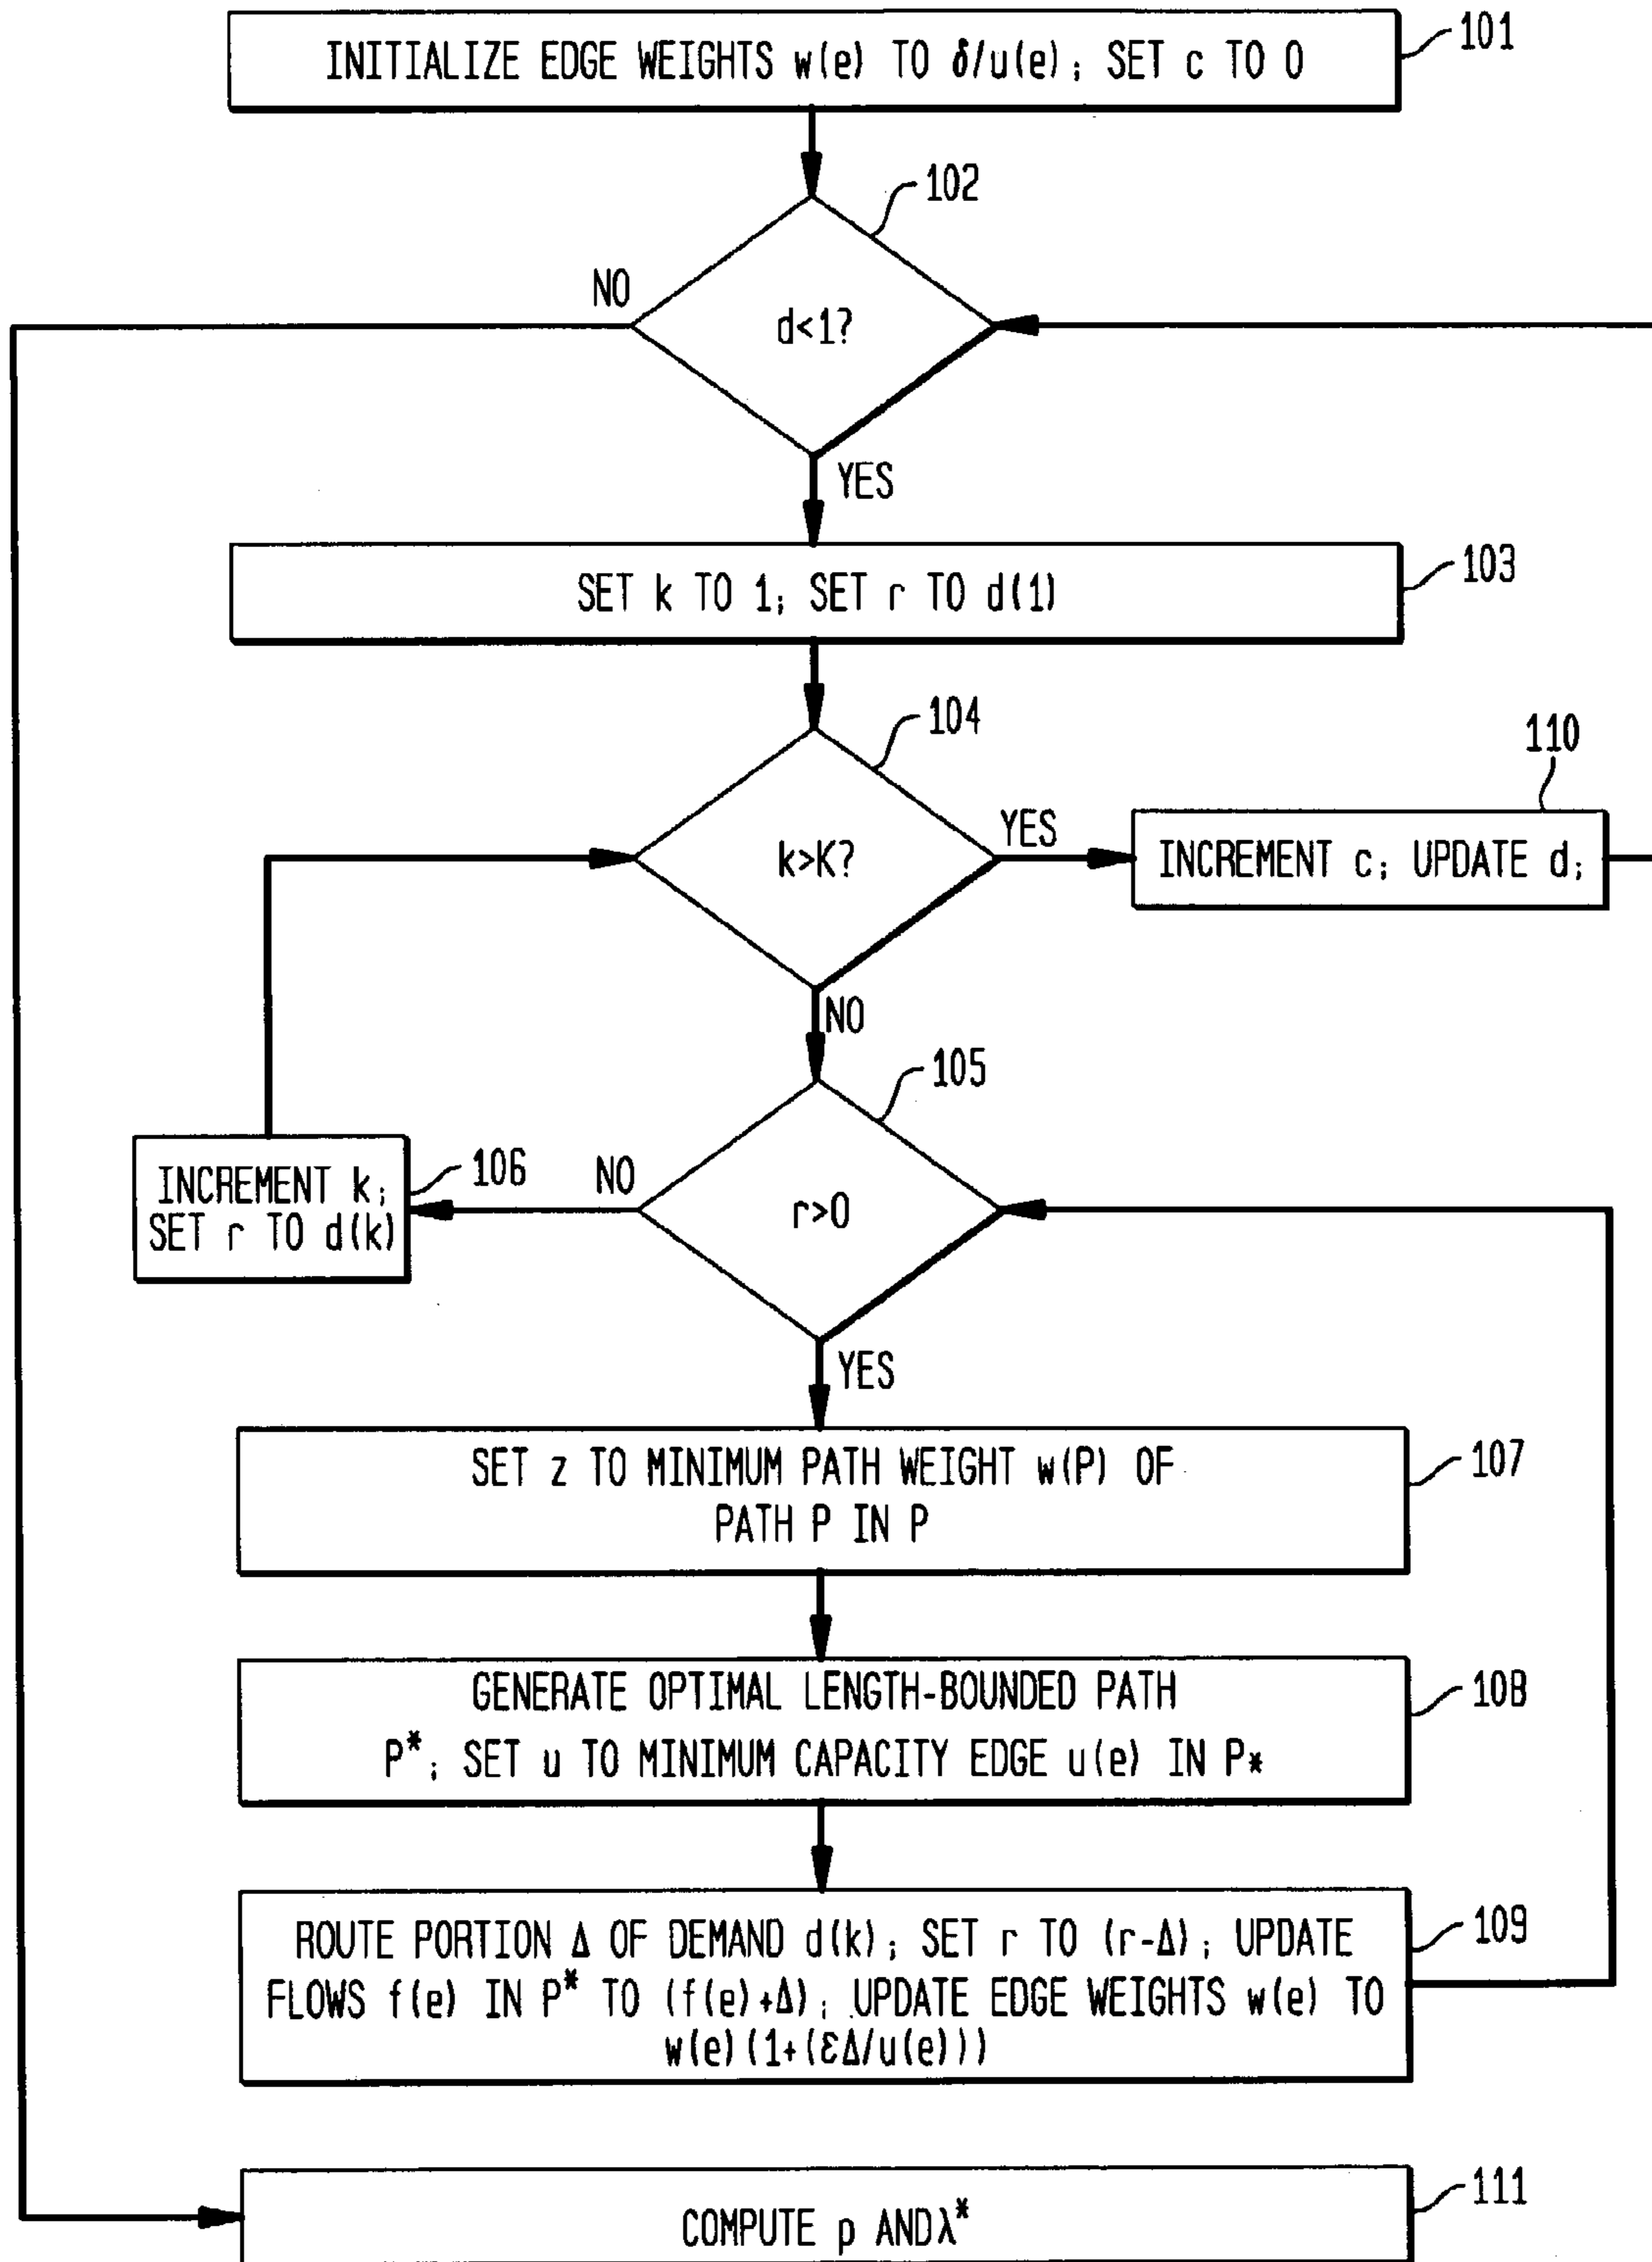 INITIALIZE EDGE WEIGHTS w(e) TO δ/u(e); SET c TO 0
101
102
NO
d<1?
YES
SET k TO 1; SET r TO d(1)
103
104
110
k>K?
YES
INCREMENT c; UPDATE d;
NO
105
INCREMENT k;
SET r TO d(k)
106
NO
r>0
YES
SET z TO MINIMUM PATH WEIGHT w(P) OF
PATH P IN P
107
GENERATE OPTIMAL LENGTH-BOUNDED PATH
P*; SET u TO MINIMUM CAPACITY EDGE u(e) IN P*
108
ROUTE PORTION Δ OF DEMAND d(k); SET r TO (r-Δ); UPDATE
FLOWS f(e) IN P* TO (f(e)+Δ); UPDATE EDGE WEIGHTS w(e) TO
w(e)(1+(εΔ/u(e)))
109
COMPUTE p AND λ*
111